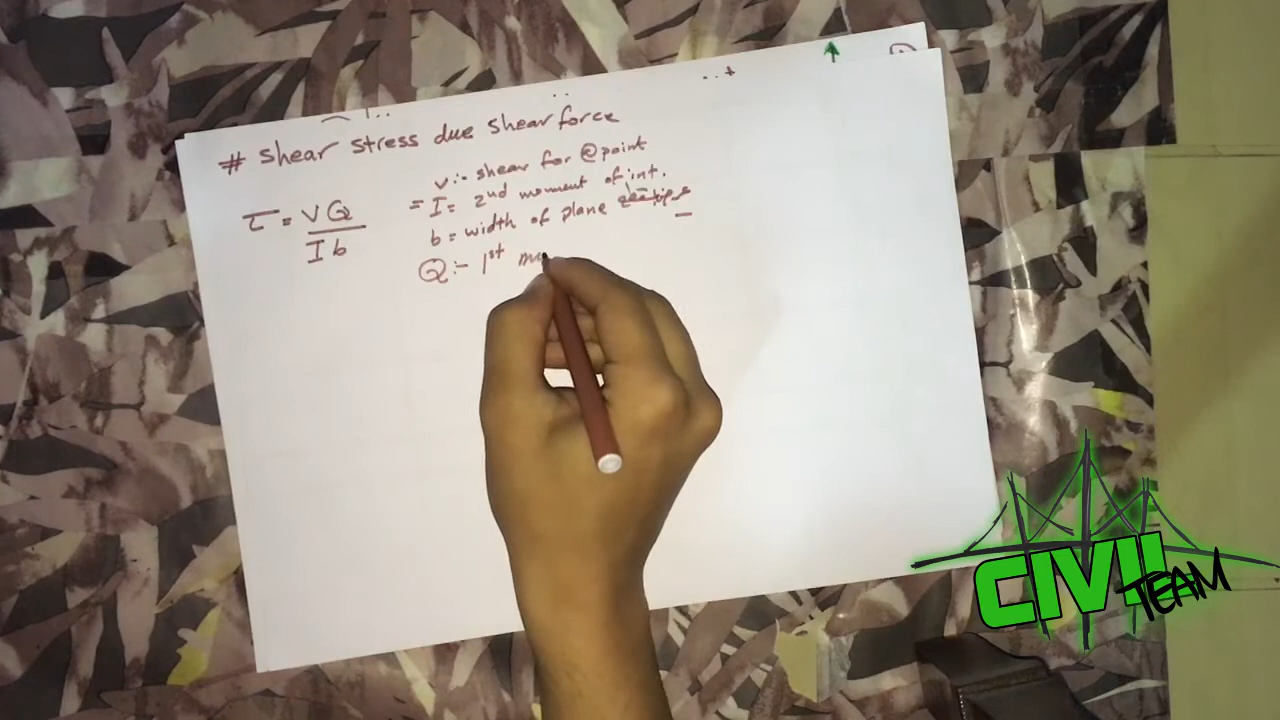 # Shear stress due shear force
V:- shear for @ point
τ = VQ / Ib
= I = 2nd moment of int.
b = width of plane
Q:- 1st mo
CIVIL
TEAM